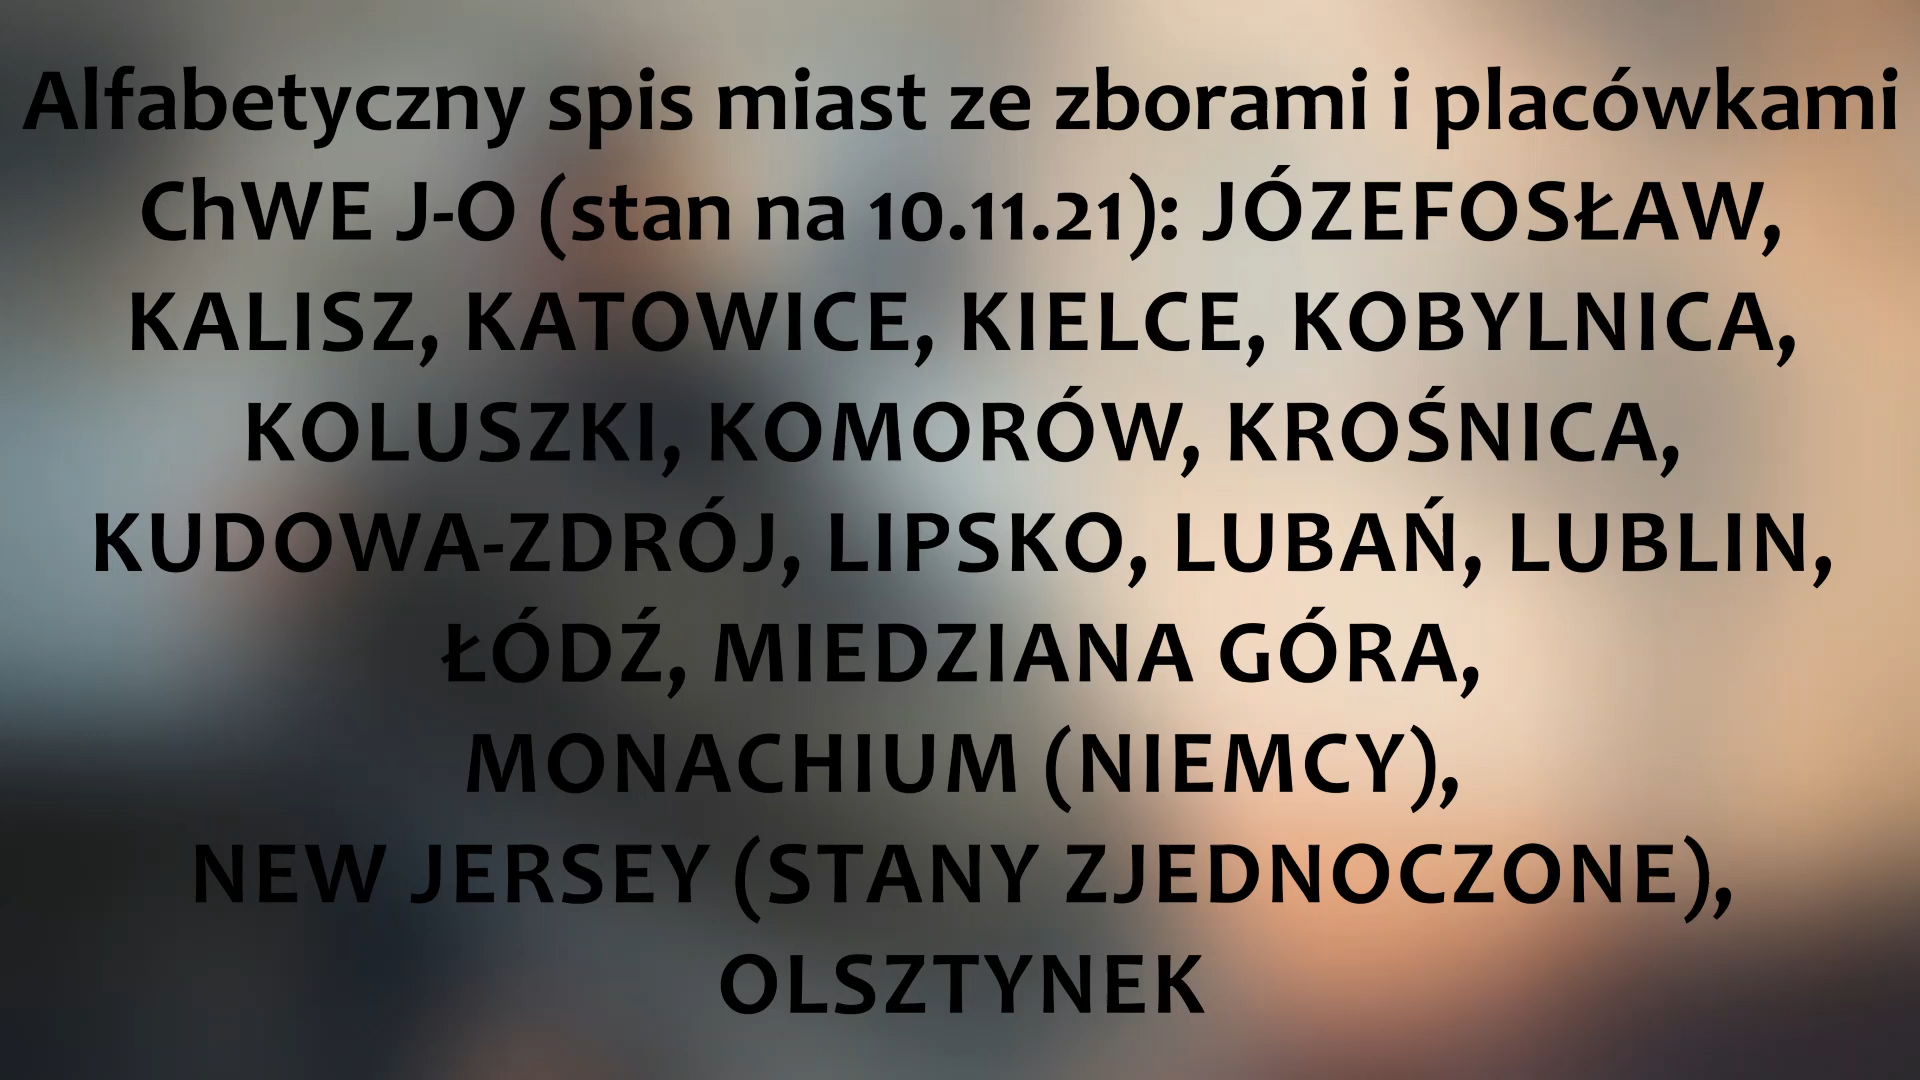 Alfabetyczny spis miast ze zborami i placówkami
ChWE J-O (stan na 10.11.21): JÓZEFOSŁAW,
KALISZ, KATOWICE, KIELCE, KOBYLNICA,
KOLUSZKI, KOMORÓW, KROŚNICA,
KUDOWA-ZDRÓJ, LIPSKO, LUBAŃ, LUBLIN,
ŁÓDŹ, MIEDZIANA GÓRA,
MONACHIUM (NIEMCY),
NEW JERSEY (STANY ZJEDNOCZONE),
OLSZTYNEK